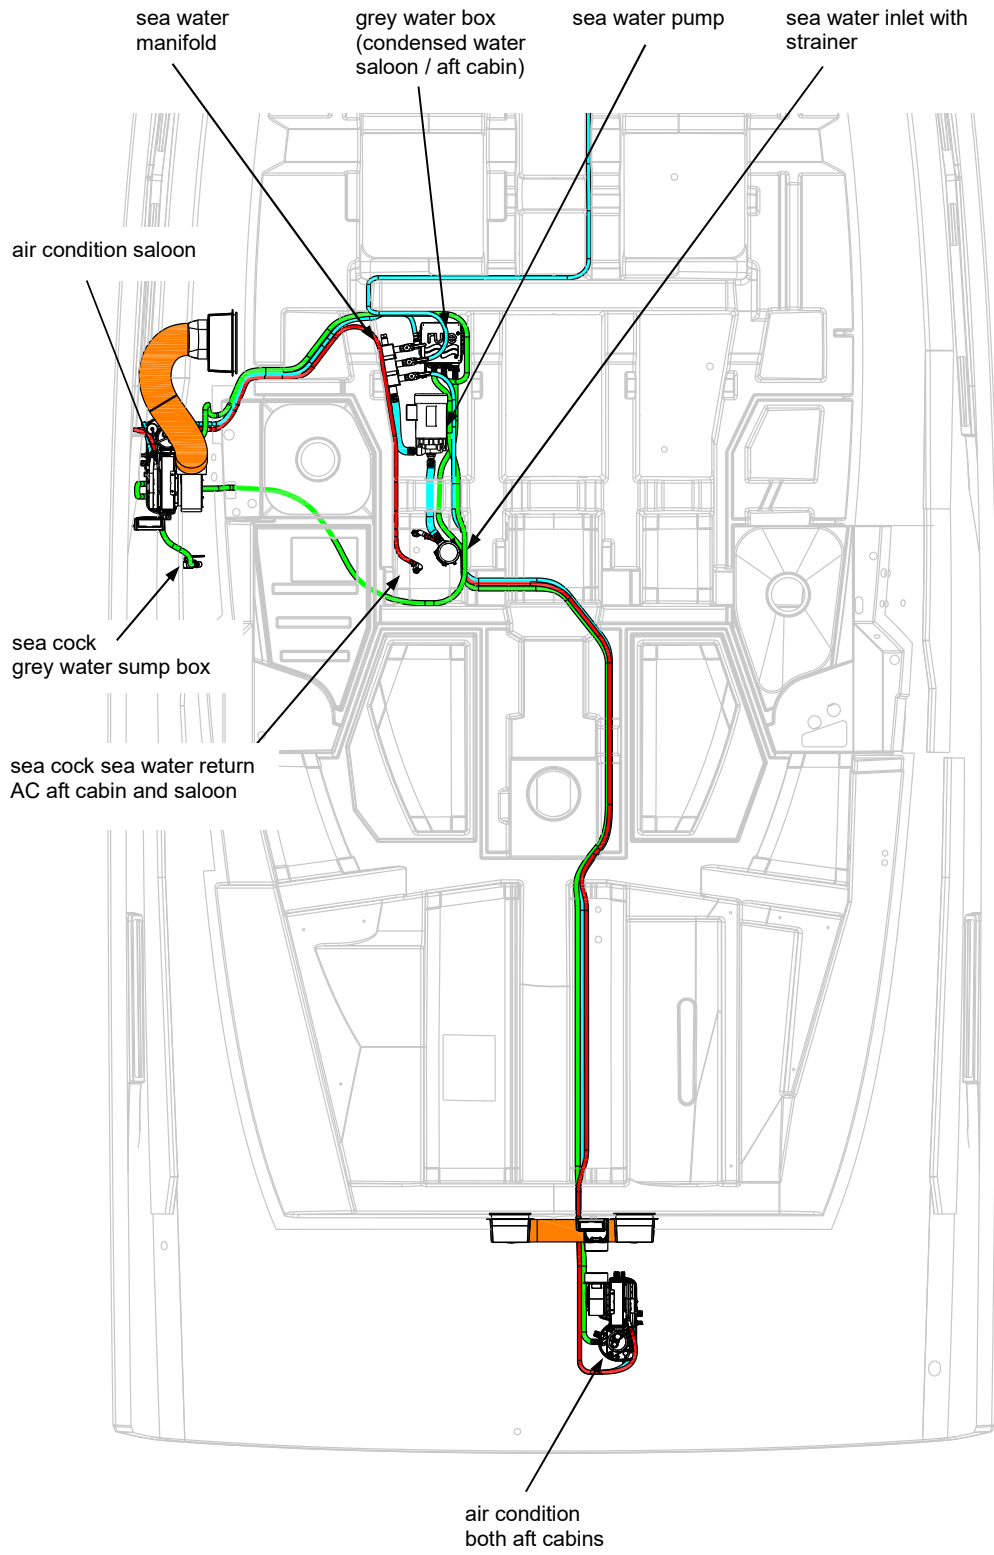 sea water
manifold
grey water box
(condensed water
saloon / aft cabin)
sea water pump
sea water inlet with
strainer
air condition saloon
sea cock
grey water sump box
sea cock sea water return
AC aft cabin and saloon
air condition
both aft cabins